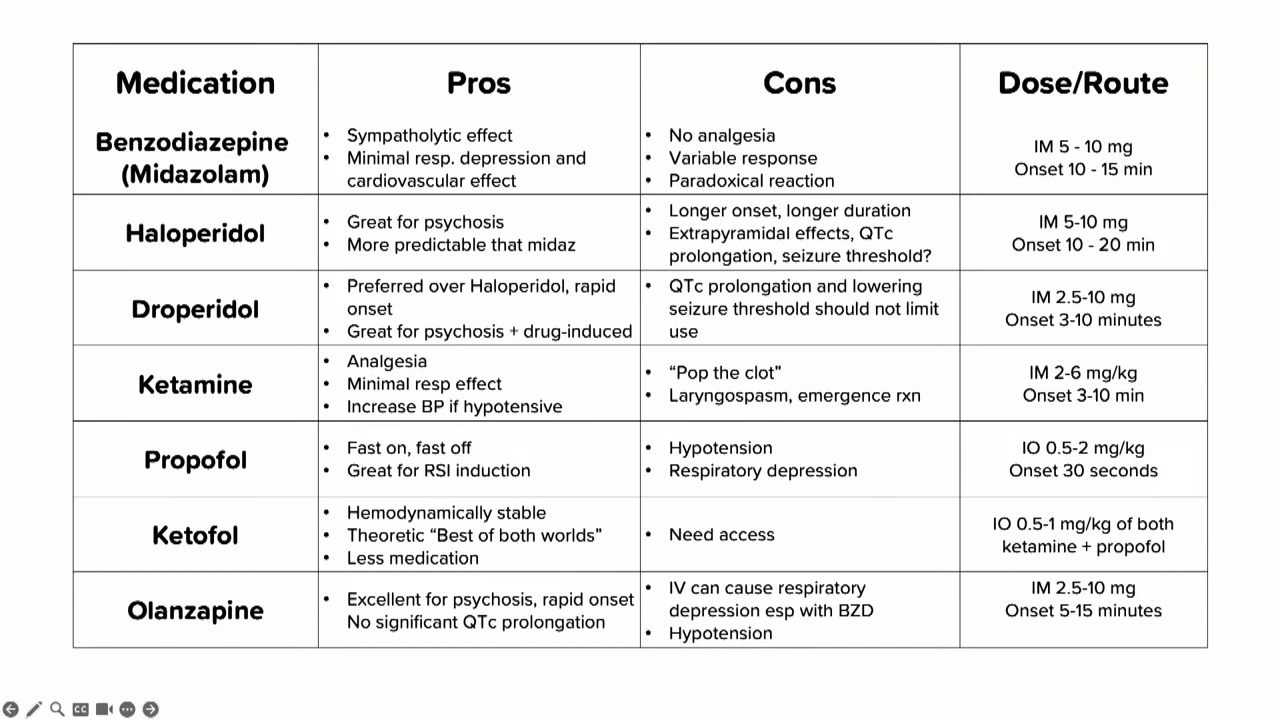 Medication
Pros
Cons
Dose/Route
Benzodiazepine
(Midazolam)
• Sympatholytic effect
• Minimal resp. depression and
cardiovascular effect
• No analgesia
• Variable response
• Paradoxical reaction
IM 5 - 10 mg
Onset 10 - 15 min
Haloperidol
• Great for psychosis
• More predictable that midaz
• Longer onset, longer duration
• Extrapyramidal effects, QTc
prolongation, seizure threshold?
IM 5-10 mg
Onset 10 - 20 min
Droperidol
• Preferred over Haloperidol, rapid
onset
• Great for psychosis + drug-induced
• QTc prolongation and lowering
seizure threshold should not limit
use
IM 2.5-10 mg
Onset 3-10 minutes
Ketamine
• Analgesia
• Minimal resp effect
• Increase BP if hypotensive
• “Pop the clot”
• Laryngospasm, emergence rxn
IM 2-6 mg/kg
Onset 3-10 min
Propofol
• Fast on, fast off
• Great for RSI induction
• Hypotension
• Respiratory depression
IO 0.5-2 mg/kg
Onset 30 seconds
Ketofol
• Hemodynamically stable
• Theoretic “Best of both worlds”
• Less medication
• Need access
IO 0.5-1 mg/kg of both
ketamine + propofol
Olanzapine
• Excellent for psychosis, rapid onset
No significant QTc prolongation
• IV can cause respiratory
depression esp with BZD
• Hypotension
IM 2.5-10 mg
Onset 5-15 minutes
CC